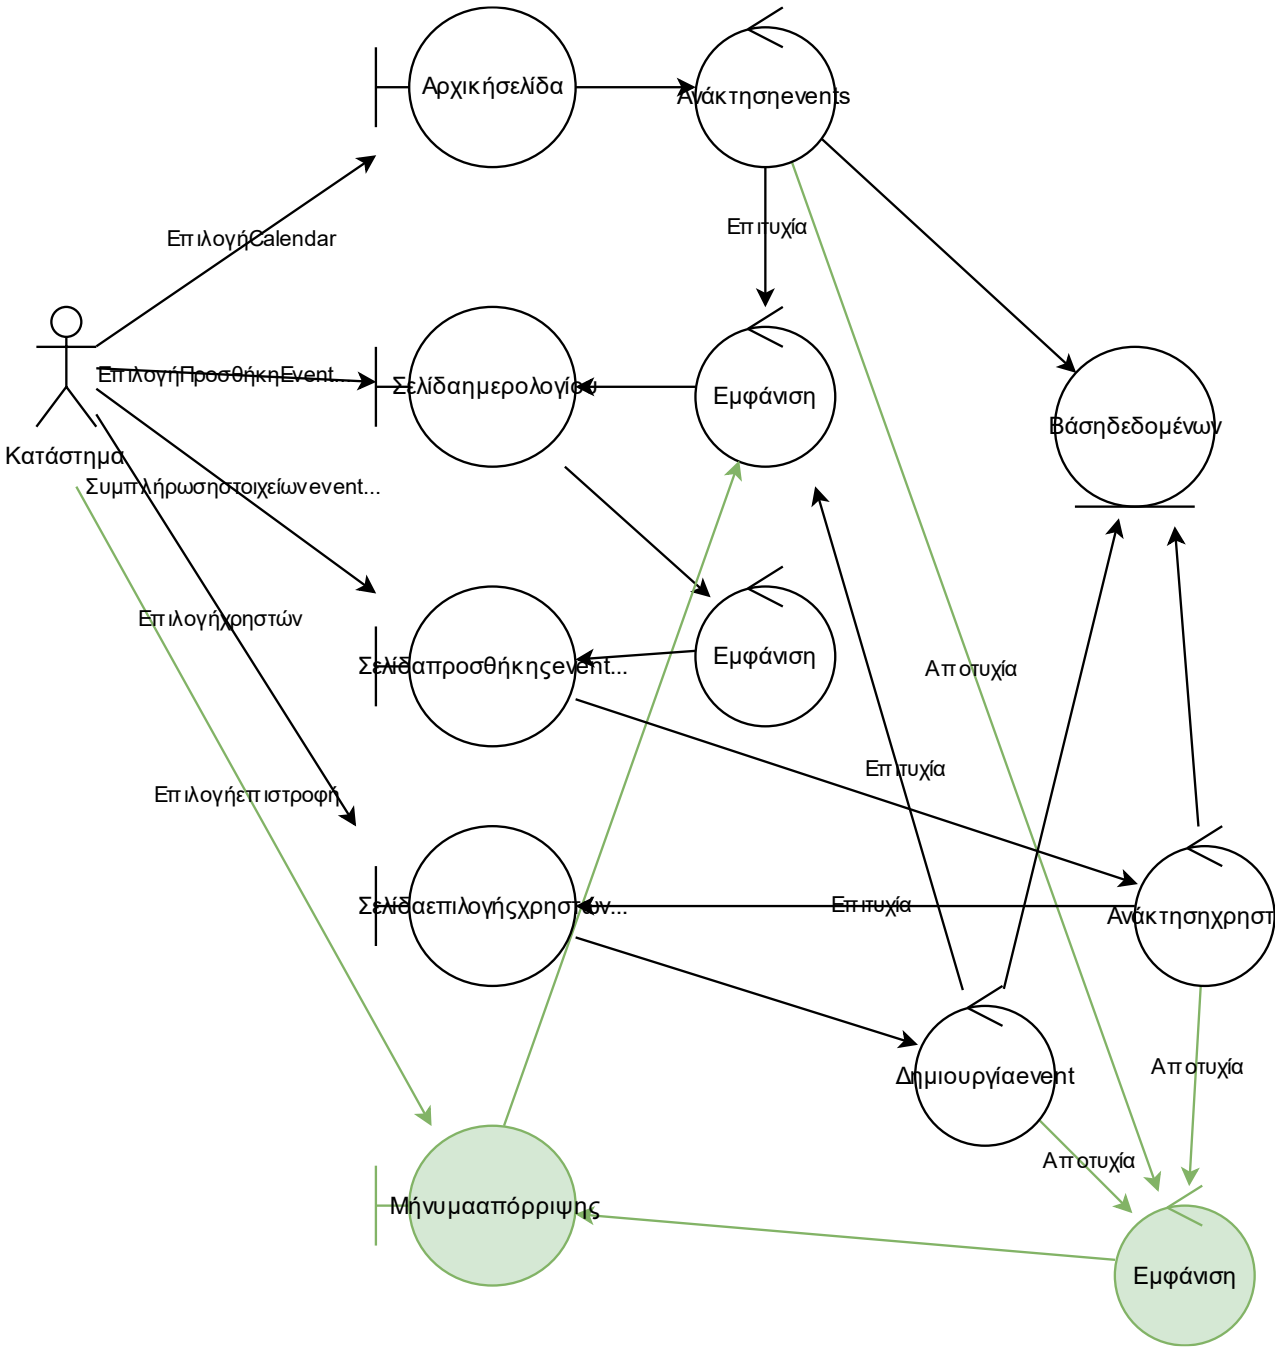 Αρχικήσελίδα
Ανάκτησηevents
ΕπιλογήCalendar
Επιτυχία
ΕπιλογήΠροσθήκηEvent...
Σελίδαημερολογίου
Εμφάνιση
Βάσηδεδομένων
Κατάστημα
Συμπλήρωσηστοιχείωνevent...
Επιλογήχρηστών
Σελίδαπροσθήκηςevent...
Εμφάνιση
Αποτυχία
Επιτυχία
Επιλογήεπιστροφή
Σελίδαεπιλογήςχρηστών...
Επιτυχία
Ανάκτησηχρηστ
Δημιουργίαevent
Αποτυχία
Αποτυχία
Μήνυμααπόρριψης
Εμφάνιση